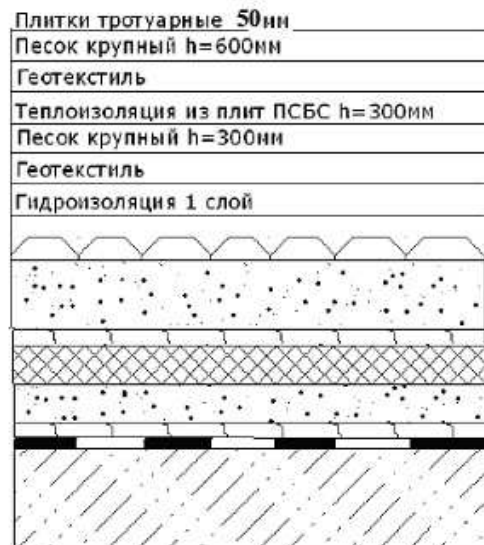 Плитки тротуарные 50мм
Песок крупный h=600мм
Геотекстиль
Теплоизоляция из плит ПСБС h=300мм
Песок крупный h=300мм
Геотекстиль
Гидроизоляция 1 слой